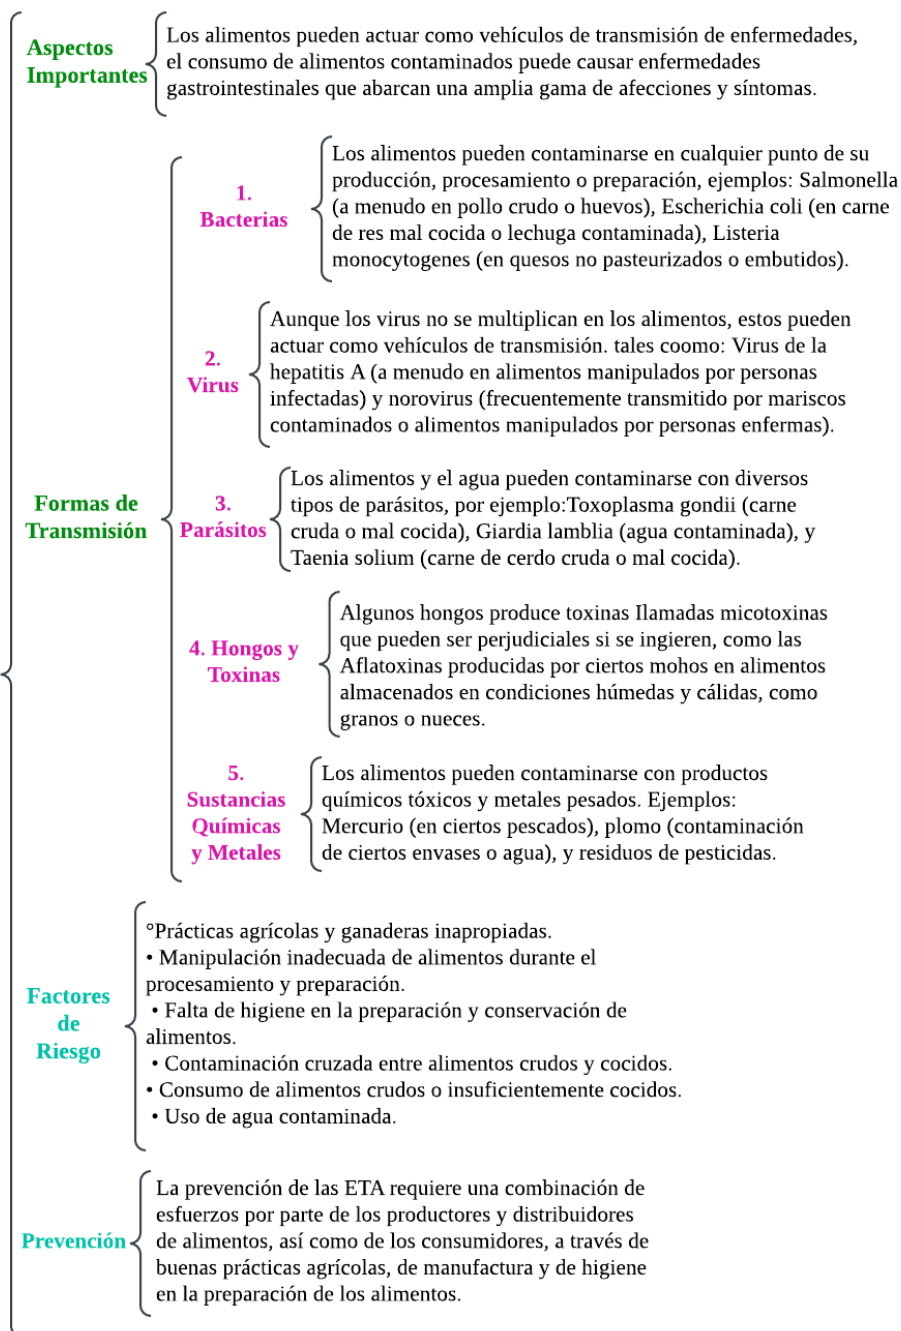 Aspectos
Importantes
Los alimentos pueden actuar como vehículos de transmisión de enfermedades,
el consumo de alimentos contaminados puede causar enfermedades
gastrointestinales que abarcan una amplia gama de afecciones y síntomas.
Formas de
Transmisión
1.
Bacterias
Los alimentos pueden contaminarse en cualquier punto de su
producción, procesamiento o preparación, ejemplos: Salmonella
(a menudo en pollo crudo o huevos), Escherichia coli (en carne
de res mal cocida o lechuga contaminada), Listeria
monocytogenes (en quesos no pasteurizados o embutidos).
2.
Virus
Aunque los virus no se multiplican en los alimentos, estos pueden
actuar como vehículos de transmisión. tales coomo: Virus de la
hepatitis A (a menudo en alimentos manipulados por personas
infectadas) y norovirus (frecuentemente transmitido por mariscos
contaminados o alimentos manipulados por personas enfermas).
3.
Parásitos
Los alimentos y el agua pueden contaminarse con diversos
tipos de parásitos, por ejemplo:Toxoplasma gondii (carne
cruda o mal cocida), Giardia lamblia (agua contaminada), y
Taenia solium (carne de cerdo cruda o mal cocida).
4. Hongos y
Toxinas
Algunos hongos produce toxinas Ilamadas micotoxinas
que pueden ser perjudiciales si se ingieren, como las
Aflatoxinas producidas por ciertos mohos en alimentos
almacenados en condiciones húmedas y cálidas, como
granos o nueces.
5.
Sustancias
Químicas
y Metales
Los alimentos pueden contaminarse con productos
químicos tóxicos y metales pesados. Ejemplos:
Mercurio (en ciertos pescados), plomo (contaminación
de ciertos envases o agua), y residuos de pesticidas.
Factores
de
Riesgo
°Prácticas agrícolas y ganaderas inapropiadas.
• Manipulación inadecuada de alimentos durante el
procesamiento y preparación.
• Falta de higiene en la preparación y conservación de
alimentos.
• Contaminación cruzada entre alimentos crudos y cocidos.
• Consumo de alimentos crudos o insuficientemente cocidos.
• Uso de agua contaminada.
Prevención
La prevención de las ETA requiere una combinación de
esfuerzos por parte de los productores y distribuidores
de alimentos, así como de los consumidores, a través de
buenas prácticas agrícolas, de manufactura y de higiene
en la preparación de los alimentos.